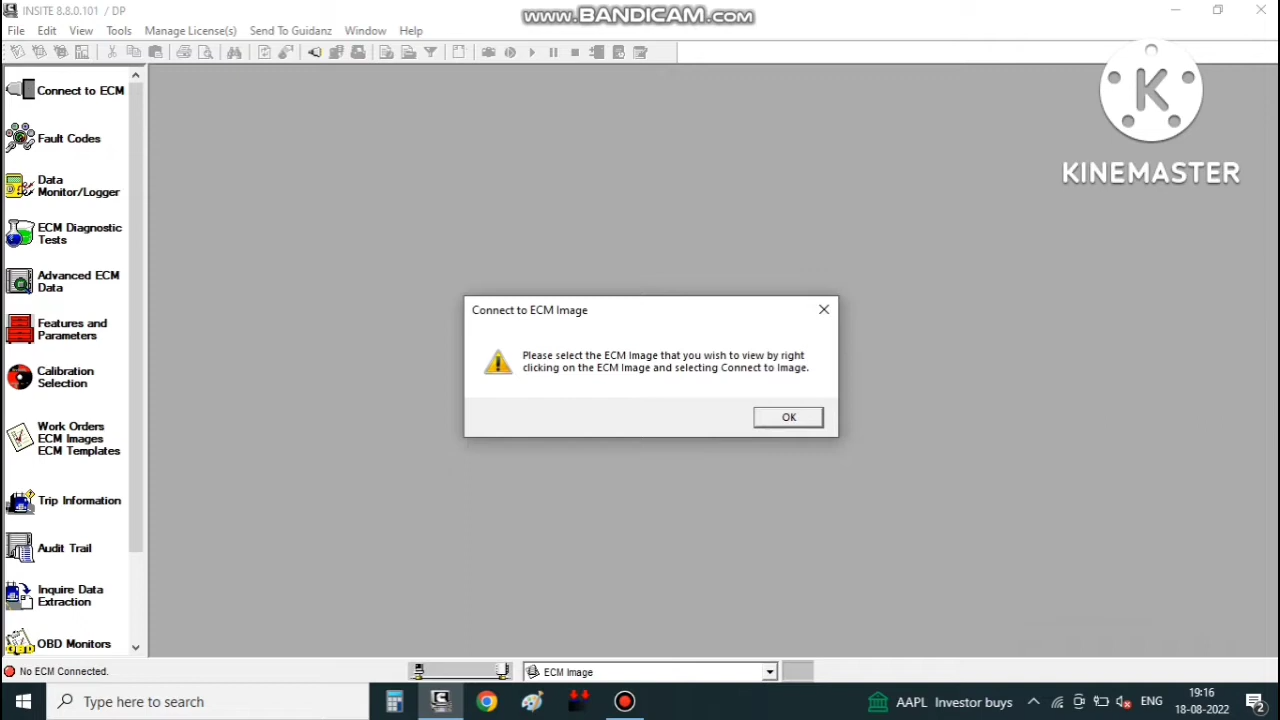 INSITE 8.8.0.101 / DP
www.BANDICAM.com
File Edit View Tools Manage License(s) Send To Guidanz Window Help
K
KINEMASTER
Connect to ECM
Fault Codes
Data
Monitor/Logger
ECM Diagnostic
Tests
Advanced ECM
Data
Features and
Parameters
Calibration
Selection
Work Orders
ECM Images
ECM Templates
Trip Information
Audit Trail
Inquire Data
Extraction
OBD Monitors
Connect to ECM Image
Please select the ECM Image that you wish to view by right
clicking on the ECM Image and selecting Connect to Image.
OK
No ECM Connected.
ECM Image
Type here to search
AAPL Investor buys
ENG
19:16
18-08-2022
2